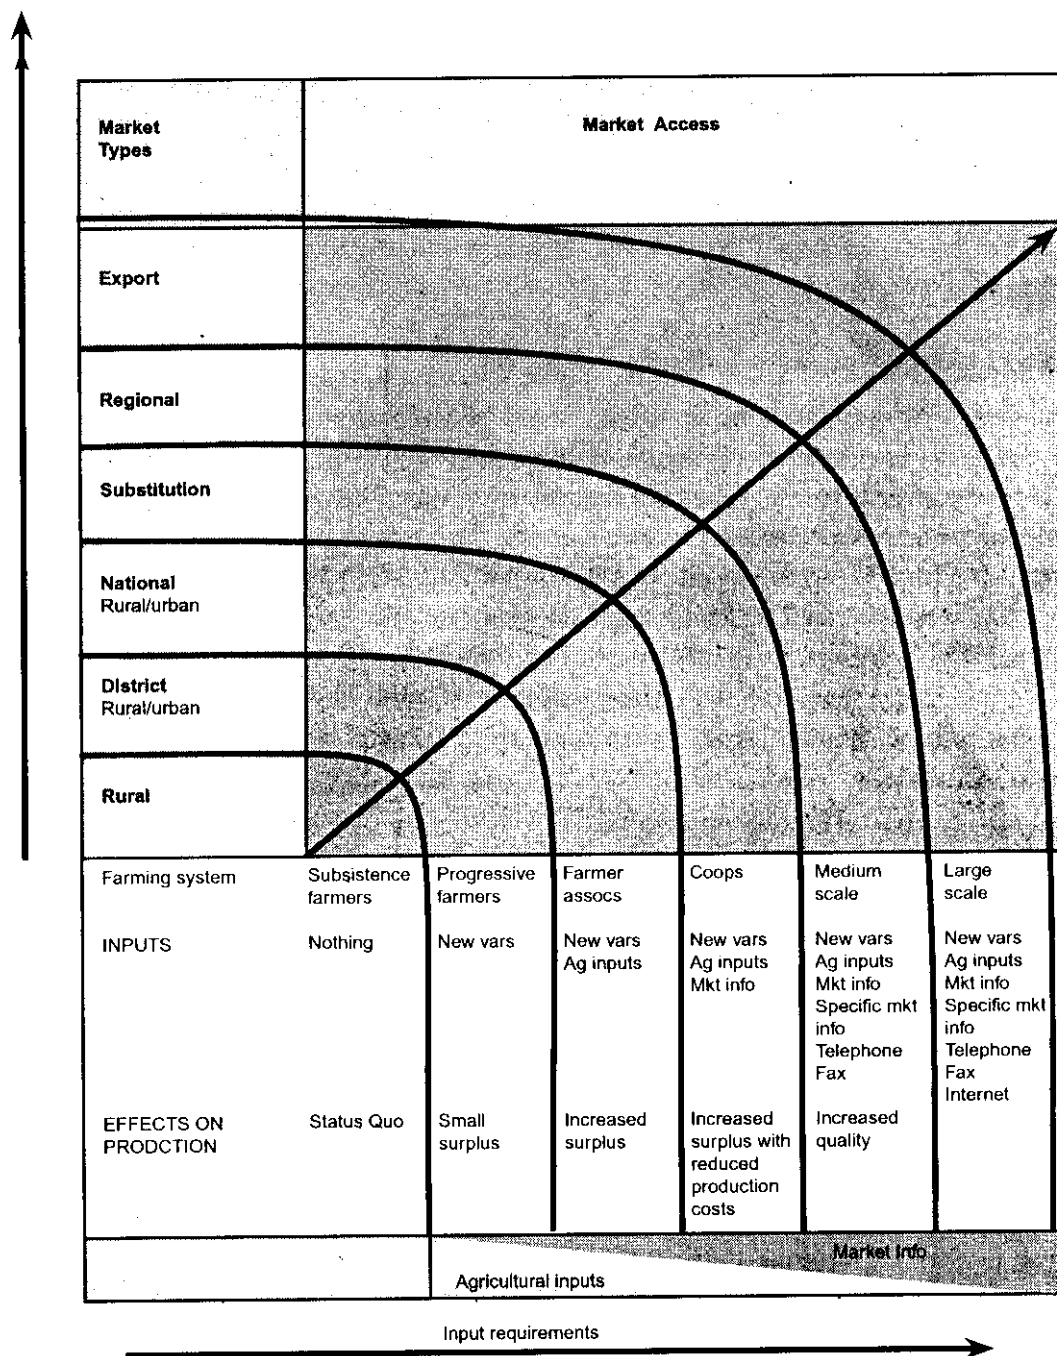 Market
Types
Market Access
Export
Regional
Substitution
National
Rural/urban
District
Rural/urban
Rural
Farming system
Subsistence
farmers
Progressive
farmers
Farmer
assocs
Coops
Medium
scale
Large
scale
INPUTS
Nothing
New vars
New vars
Ag inputs
New vars
Ag inputs
Mkt info
New vars
Ag inputs
Mkt info
Specific mkt
info
Telephone
Fax
New vars
Ag inputs
Mkt info
Specific mkt
info
Telephone
Fax
Internet
EFFECTS ON
PRODCTION
Status Quo
Small
surplus
Increased
surplus
Increased
surplus with
reduced
production
costs
Increased
quality
Market Info
Agricultural inputs
Input requirements